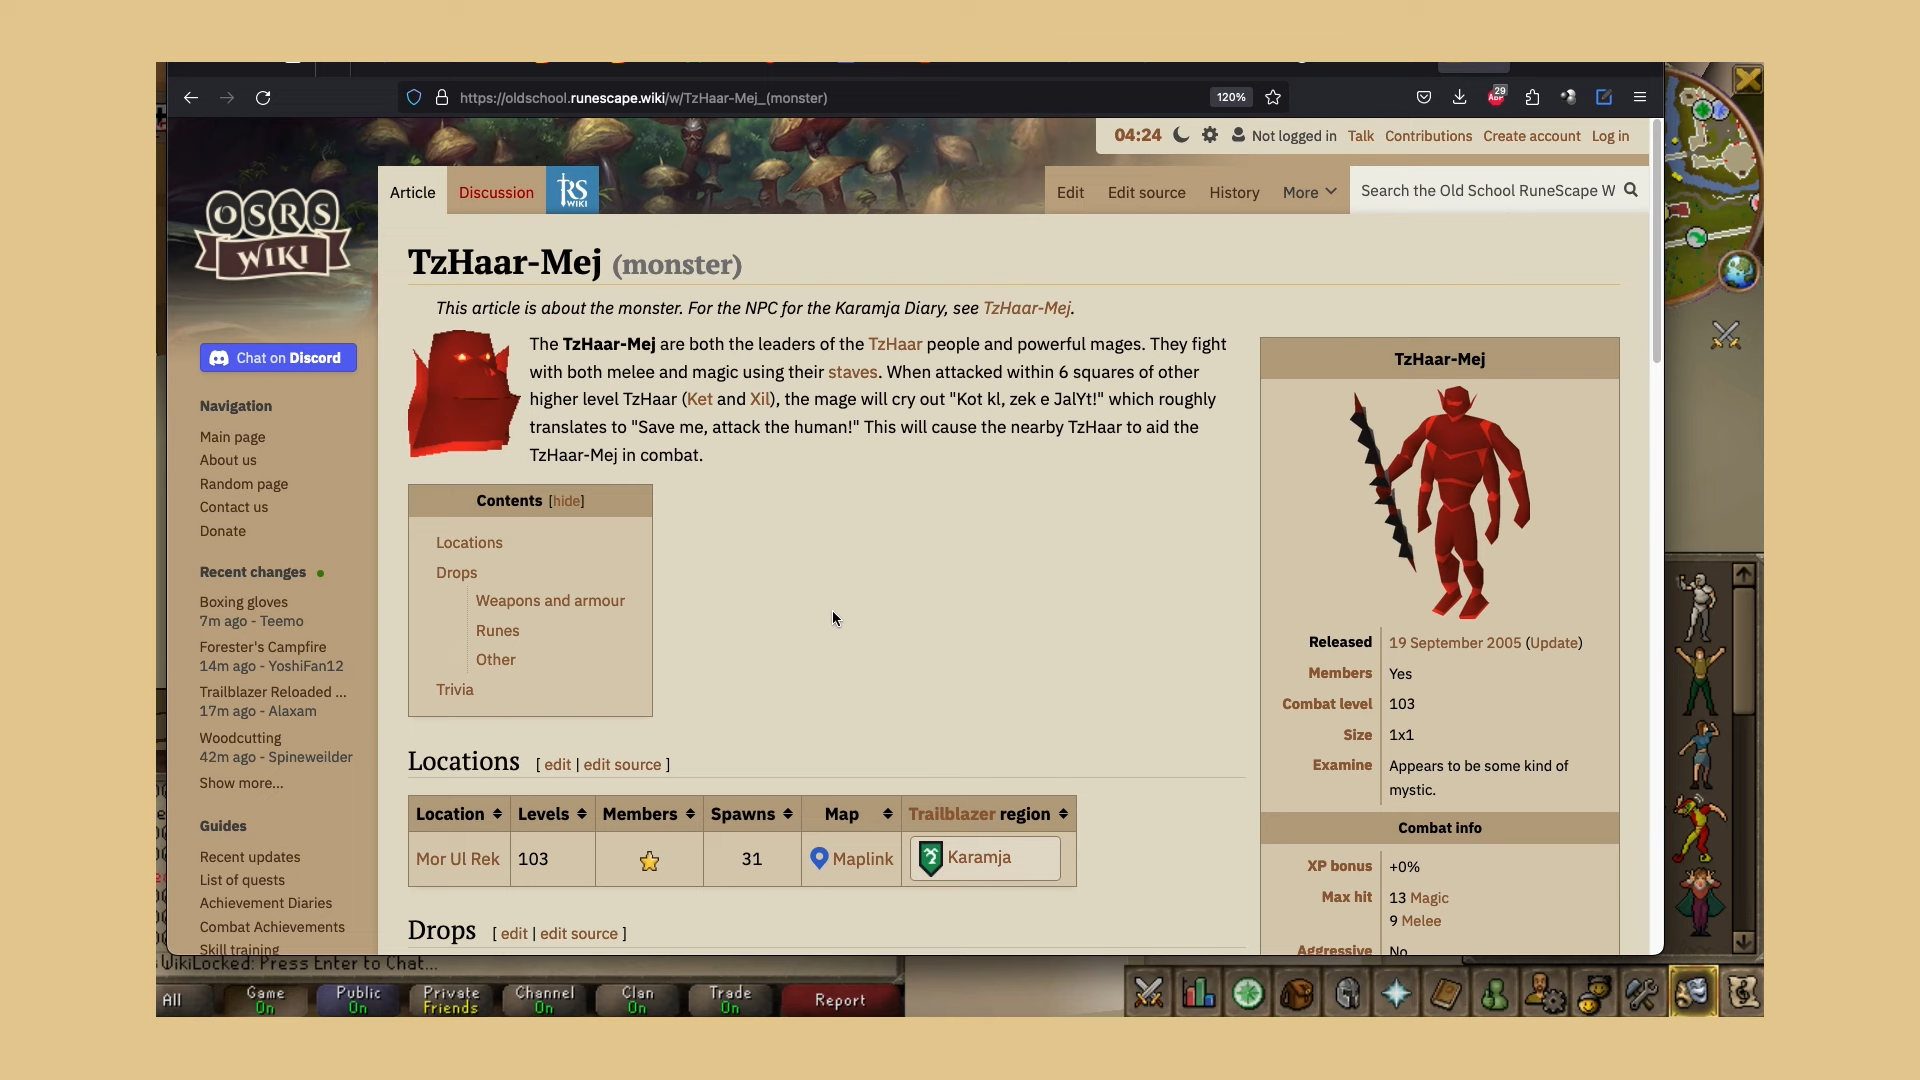 https://oldschool.runescape.wiki/w/TzHaar-Mej_(monster)
120%
29
04:24
Not logged in
Talk
Contributions
Create account
Log in
Article
Discussion
RS WIKI
Edit
Edit source
History
More
Search the Old School RuneScape W
OSRS
WIKI
TzHaar-Mej (monster)
This article is about the monster. For the NPC for the Karamja Diary, see TzHaar-Mej.
The TzHaar-Mej are both the leaders of the TzHaar people and powerful mages. They fight
with both melee and magic using their staves. When attacked within 6 squares of other
higher level TzHaar (Ket and Xil), the mage will cry out "Kot kl, zek e JalYt!" which roughly
translates to "Save me, attack the human!" This will cause the nearby TzHaar to aid the
TzHaar-Mej in combat.
Chat on Discord
Navigation
Main page
About us
Random page
Contact us
Donate
Recent changes
Boxing gloves
7m ago - Teemo
Forester's Campfire
14m ago - YoshiFan12
Trailblazer Reloaded ...
17m ago - Alaxam
Woodcutting
42m ago - Spineweilder
Show more...
Guides
Recent updates
List of quests
Achievement Diaries
Combat Achievements
Skill training
Contents [hide]
Locations
Drops
Weapons and armour
Runes
Other
Trivia
Locations [ edit | edit source ]
Location Levels Members Spawns Map Trailblazer region
Mor Ul Rek 103 31 Maplink Karamja
Drops [ edit | edit source ]
TzHaar-Mej
Released 19 September 2005 (Update)
Members Yes
Combat level 103
Size 1x1
Examine Appears to be some kind of
mystic.
Combat info
XP bonus +0%
Max hit 13 Magic
9 Melee
Aggressive No
WikiLocked: Press Enter to Chat...
All
Game
On
Public
On
Private
Friends
Channel
On
Clan
On
Trade
On
Report